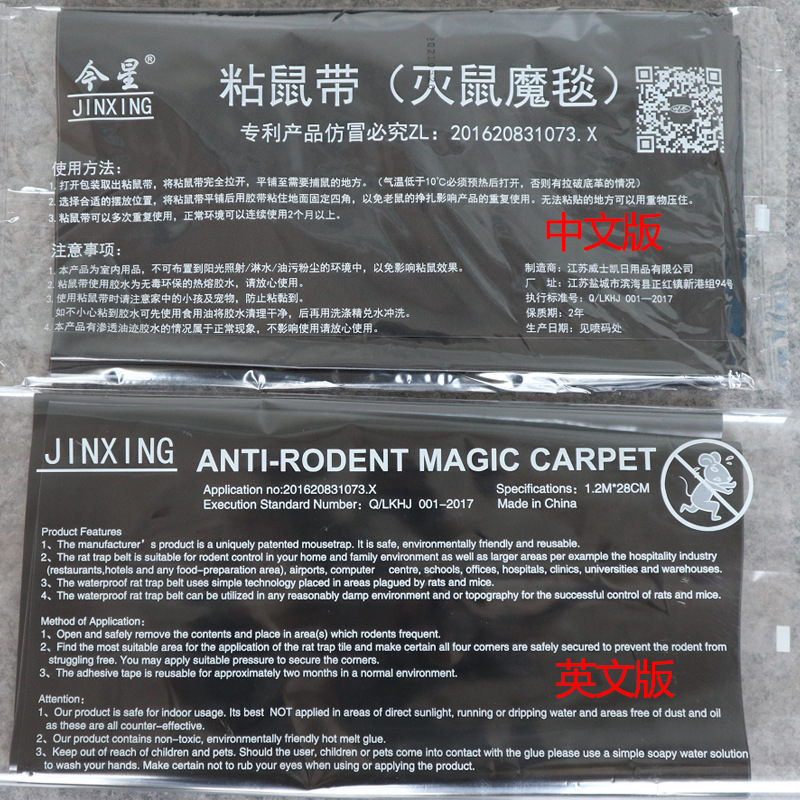 今星®
JINXING
粘鼠带（灭鼠魔毯）
专利产品仿冒必究ZL：201620831073.X
使用方法：
1. 打开包装取出粘鼠带，将粘鼠带完全拉开，平铺至需要捕鼠的地方。（气温低于10℃必须预热后打开，否则有拉破底革的情况）
2. 选择合适的摆放位置，将粘鼠带平铺后用胶带粘住地面固定四角，以免老鼠的挣扎影响产品的重复使用。无法粘贴的地方可以用重物压住。
3. 粘鼠带可以多次重复使用，正常环境可以连续使用2个月以上。
中文版
注意事项：
1. 本产品为室内用品，不可布置到阳光照射/淋水/油污粉尘的环境中，以免影响粘鼠效果。
2. 粘鼠带使用胶水为无毒环保的热熔胶水，请放心使用。
3. 使用粘鼠带时请注意家中的小孩及宠物，防止粘黏到。
4. 如不小心粘到胶水可先使用食用油将胶水清理干净，后再用洗涤精兑水冲洗。
5. 本产品有渗透油迹胶水的情况属于正常现象，不影响使用请放心使用。
制造商：江苏威士凯日用品有限公司
厂 址：江苏盐城市滨海县正红镇新港组94号
执行标准号：Q/LKHJ 001—2017
保质期：2年
生产日期：见喷码处
JINXING
ANTI-RODENT MAGIC CARPET
Application no:201620831073.X
Specifications：1.2M*28CM
Execution Standard Number：Q/LKHJ 001-2017
Made in China
Product Features
1、The manufacturer's product is a uniquely patented mousetrap. It is safe, environmentally friendly and reusable.
2、The rat trap belt is suitable for rodent control in your home and family environment as well as larger areas per example the hospitality industry
(restaurants,hotels and any food-preparation area), airports, computer centre, schools, offices, hospitals, clinics, universities and warehouses.
3、The waterproof rat trap belt uses simple technology placed in areas plagued by rats and mice.
4、The waterproof rat trap belt can be utilized in any reasonably damp environment and or topography for the successful control of rats and mice.
Method of Application：
1、Open and safely remove the contents and place in area(s) which rodents frequent.
2、Find the most suitable area for the application of the rat trap tile and make certain all four corners are safely secured to prevent the rodent from
struggling free. You may apply suitable pressure to secure the corners.
3、The adhesive tape is reusable for approximately two months in a normal environment.
英文版
Attention：
1、Our product is safe for indoor usage. Its best NOT applied in areas of direct sunlight, running or dripping water and areas free of dust and oil
as these are all counter-effective.
2、Our product contains non-toxic, environmentally friendly hot melt glue.
3、Keep out of reach of children and pets. Should the user, children or pets come into contact with the glue please use a simple soapy water solution
to wash your hands. Make certain not to rub your eyes when using or applying the product.